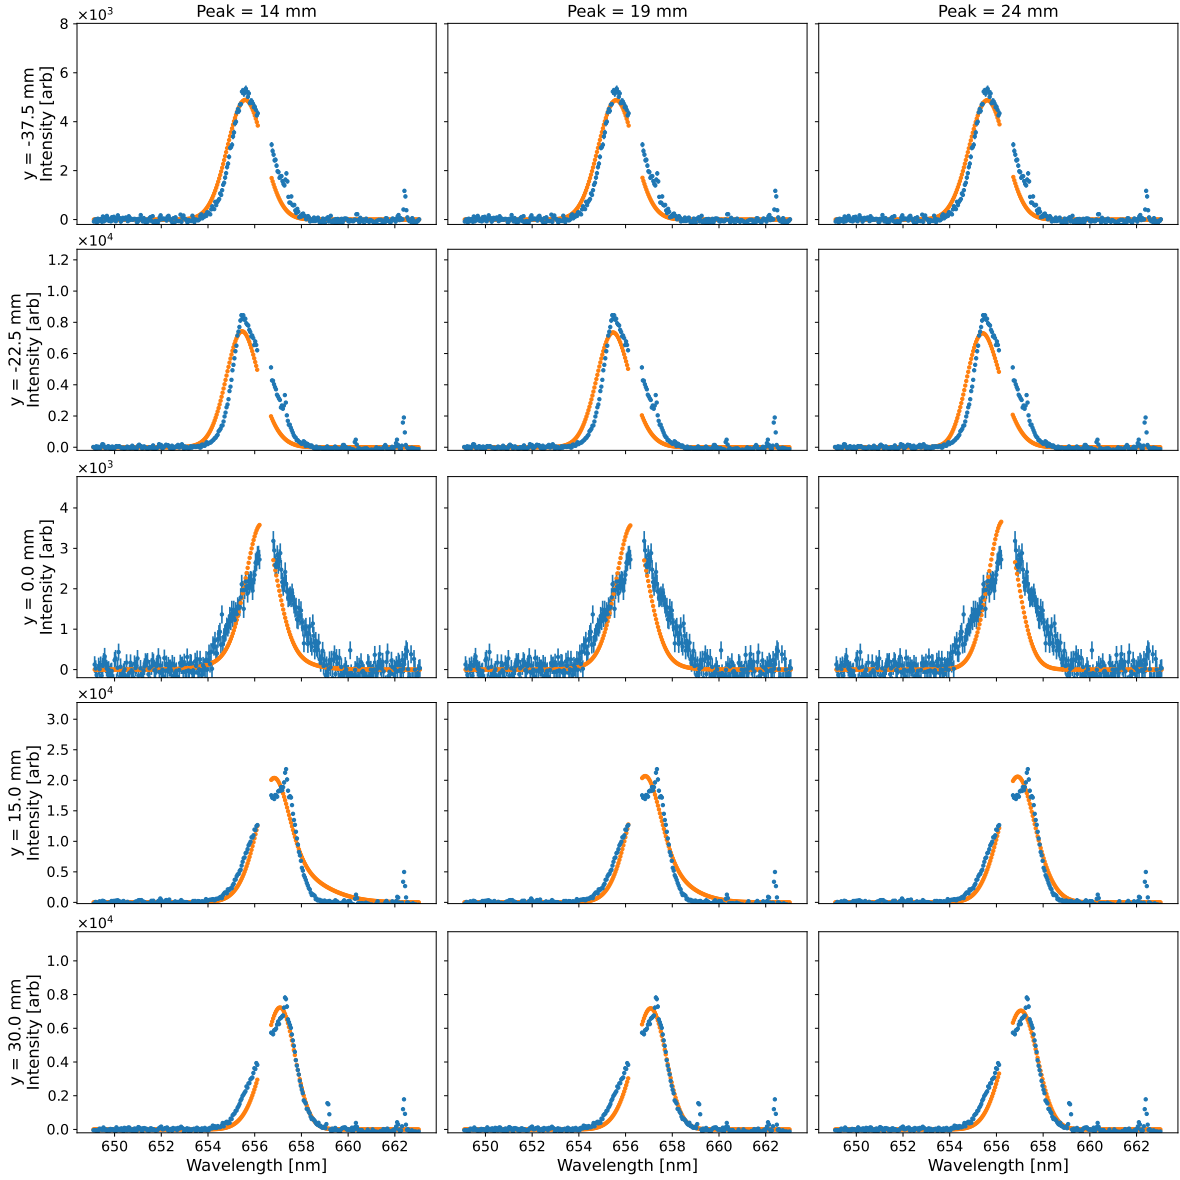 Peak = 14 mm Peak = 19 mm Peak = 24 mm
×10³
y = -37.5 mm
Intensity [arb]
8
6
4
2
0
×10⁴
y = -22.5 mm
Intensity [arb]
1.2
1.0
0.8
0.6
0.4
0.2
0.0
×10³
y = 0.0 mm
Intensity [arb]
4
3
2
1
0
×10⁴
y = 15.0 mm
Intensity [arb]
3.0
2.5
2.0
1.5
1.0
0.5
0.0
×10⁴
y = 30.0 mm
Intensity [arb]
1.0
0.8
0.6
0.4
0.2
0.0
650 652 654 656 658 660 662 650 652 654 656 658 660 662 650 652 654 656 658 660 662
Wavelength [nm] Wavelength [nm] Wavelength [nm]